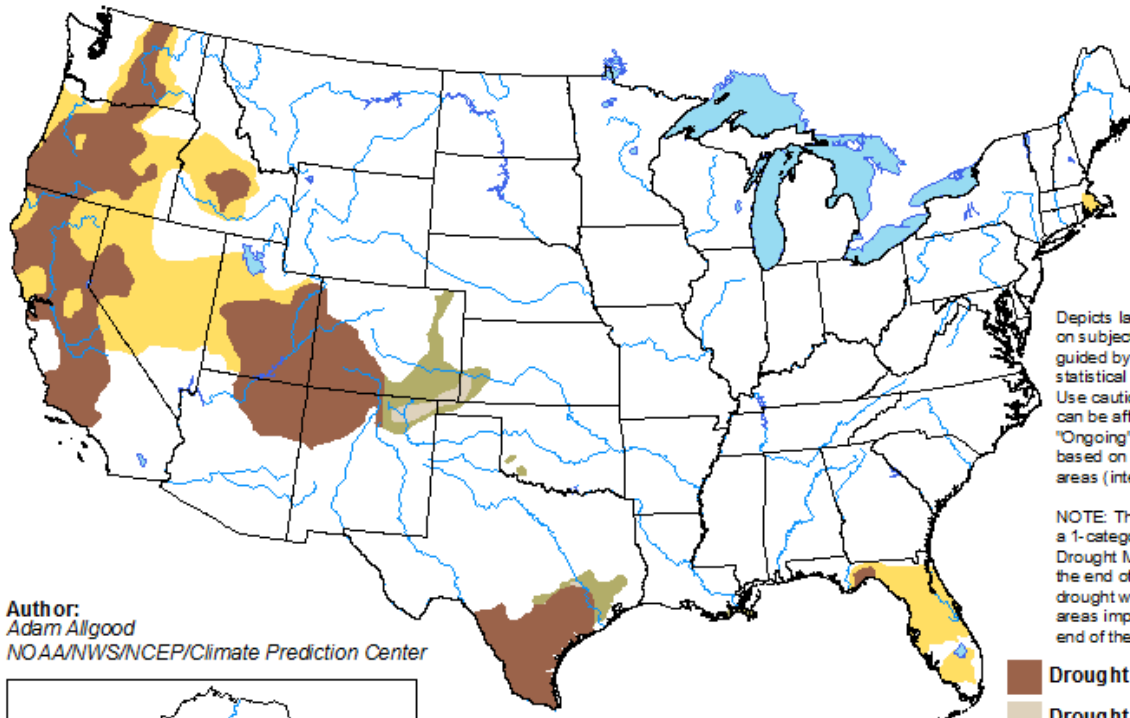 Depicts la
on subjec
guided by
statistical
Use cautio
can be aff
"Ongoing"
based on
areas (inte
NOTE: Th
a 1-catego
Drought M
the end of
drought w
areas imp
end of the
Author:
Adam Allgood
NOAA/NWS/NCEP/Climate Prediction Center
Drought
Drought